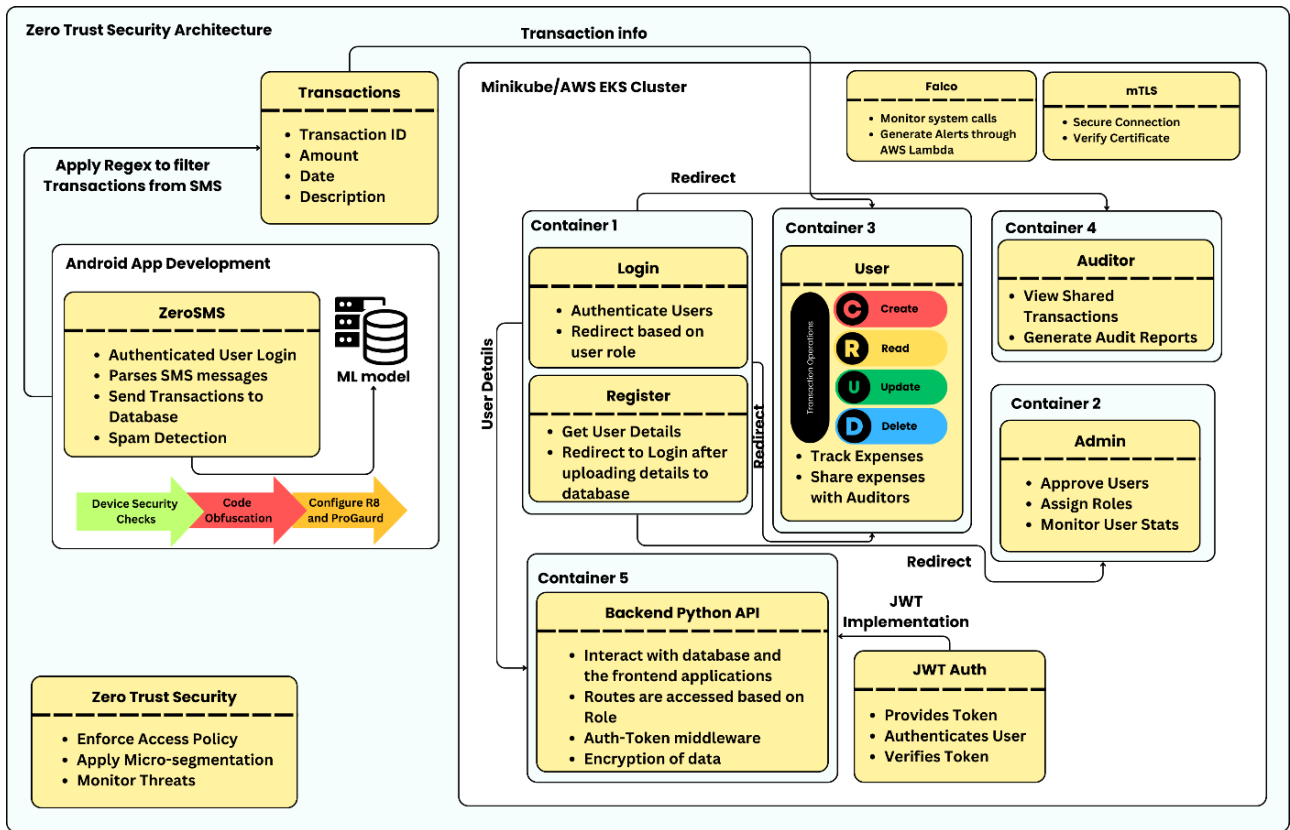 Zero Trust Security Architecture
Transaction info
Transactions
• Transaction ID
• Amount
• Date
• Description
Apply Regex to filter
Transactions from SMS
Android App Development
ZeroSMS
• Authenticated User Login
• Parses SMS messages
• Send Transactions to
Database
• Spam Detection
ML model
Device Security
Checks
Code
Obfuscation
Configure R8
and ProGaurd
Zero Trust Security
• Enforce Access Policy
• Apply Micro-segmentation
• Monitor Threats
Minikube/AWS EKS Cluster
Falco
• Monitor system calls
• Generate Alerts through
AWS Lambda
mTLS
• Secure Connection
• Verify Certificate
Redirect
Container 1
Login
• Authenticate Users
• Redirect based on
user role
Register
• Get User Details
• Redirect to Login after
uploading details to
database
User Details
Redirect
Container 3
User
Transaction Operations
C Create
R Read
U Update
D Delete
• Track Expenses
• Share expenses
with Auditors
Container 4
Auditor
• View Shared
Transactions
• Generate Audit Reports
Container 2
Admin
• Approve Users
• Assign Roles
• Monitor User Stats
Redirect
Container 5
Backend Python API
• Interact with database and
the frontend applications
• Routes are accessed based on
Role
• Auth-Token middleware
• Encryption of data
JWT
Implementation
JWT Auth
• Provides Token
• Authenticates User
• Verifies Token